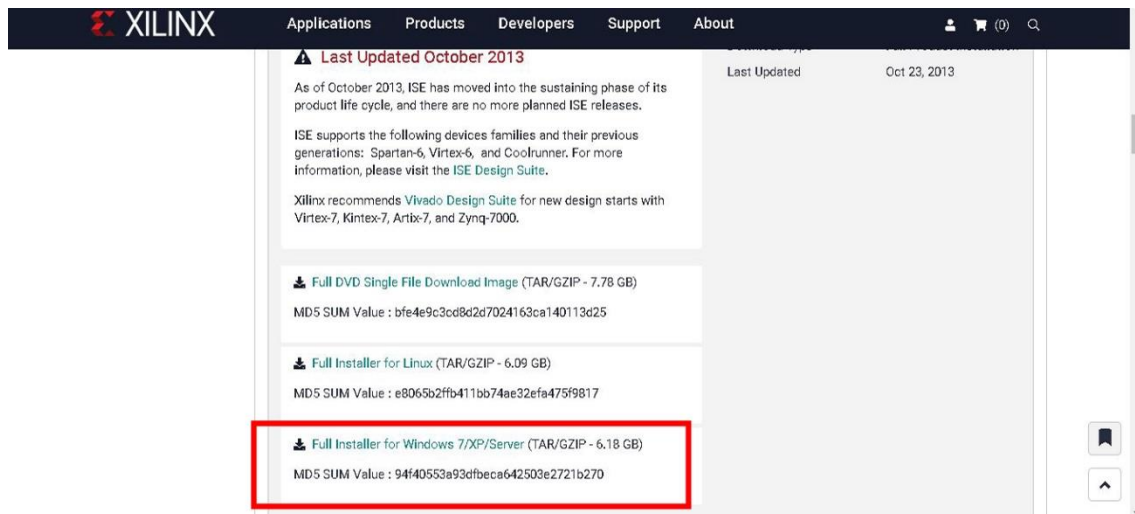 XILINX
Applications Products Developers Support About (0)
Last Updated October 2013
As of October 2013, ISE has moved into the sustaining phase of its
product life cycle, and there are no more planned ISE releases.
ISE supports the following devices families and their previous
generations: Spartan-6, Virtex-6, and Coolrunner. For more
information, please visit the ISE Design Suite.
Xilinx recommends Vivado Design Suite for new design starts with
Virtex-7, Kintex-7, Artix-7, and Zynq-7000.
Last Updated Oct 23, 2013
Full DVD Single File Download Image (TAR/GZIP - 7.78 GB)
MD5 SUM Value : bfe4e9c3cd8d2d7024163ca140113d25
Full Installer for Linux (TAR/GZIP - 6.09 GB)
MD5 SUM Value : e8065b2ffb411bb74ae32efa475f9817
Full Installer for Windows 7/XP/Server (TAR/GZIP - 6.18 GB)
MD5 SUM Value : 94f40553a93dfbeca642503e2721b270